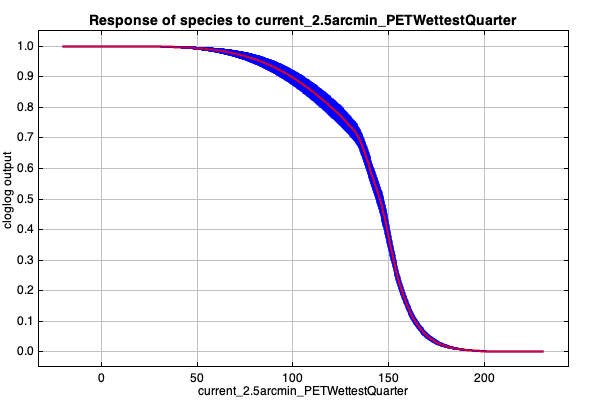 Response of species to current_2.5arcmin_PETWettestQuarter
1.0
0.9
0.8
0.7
0.6
0.5
0.4
0.3
0.2
0.1
0.0
cloglog output
0 50 100 150 200
current_2.5arcmin_PETWettestQuarter